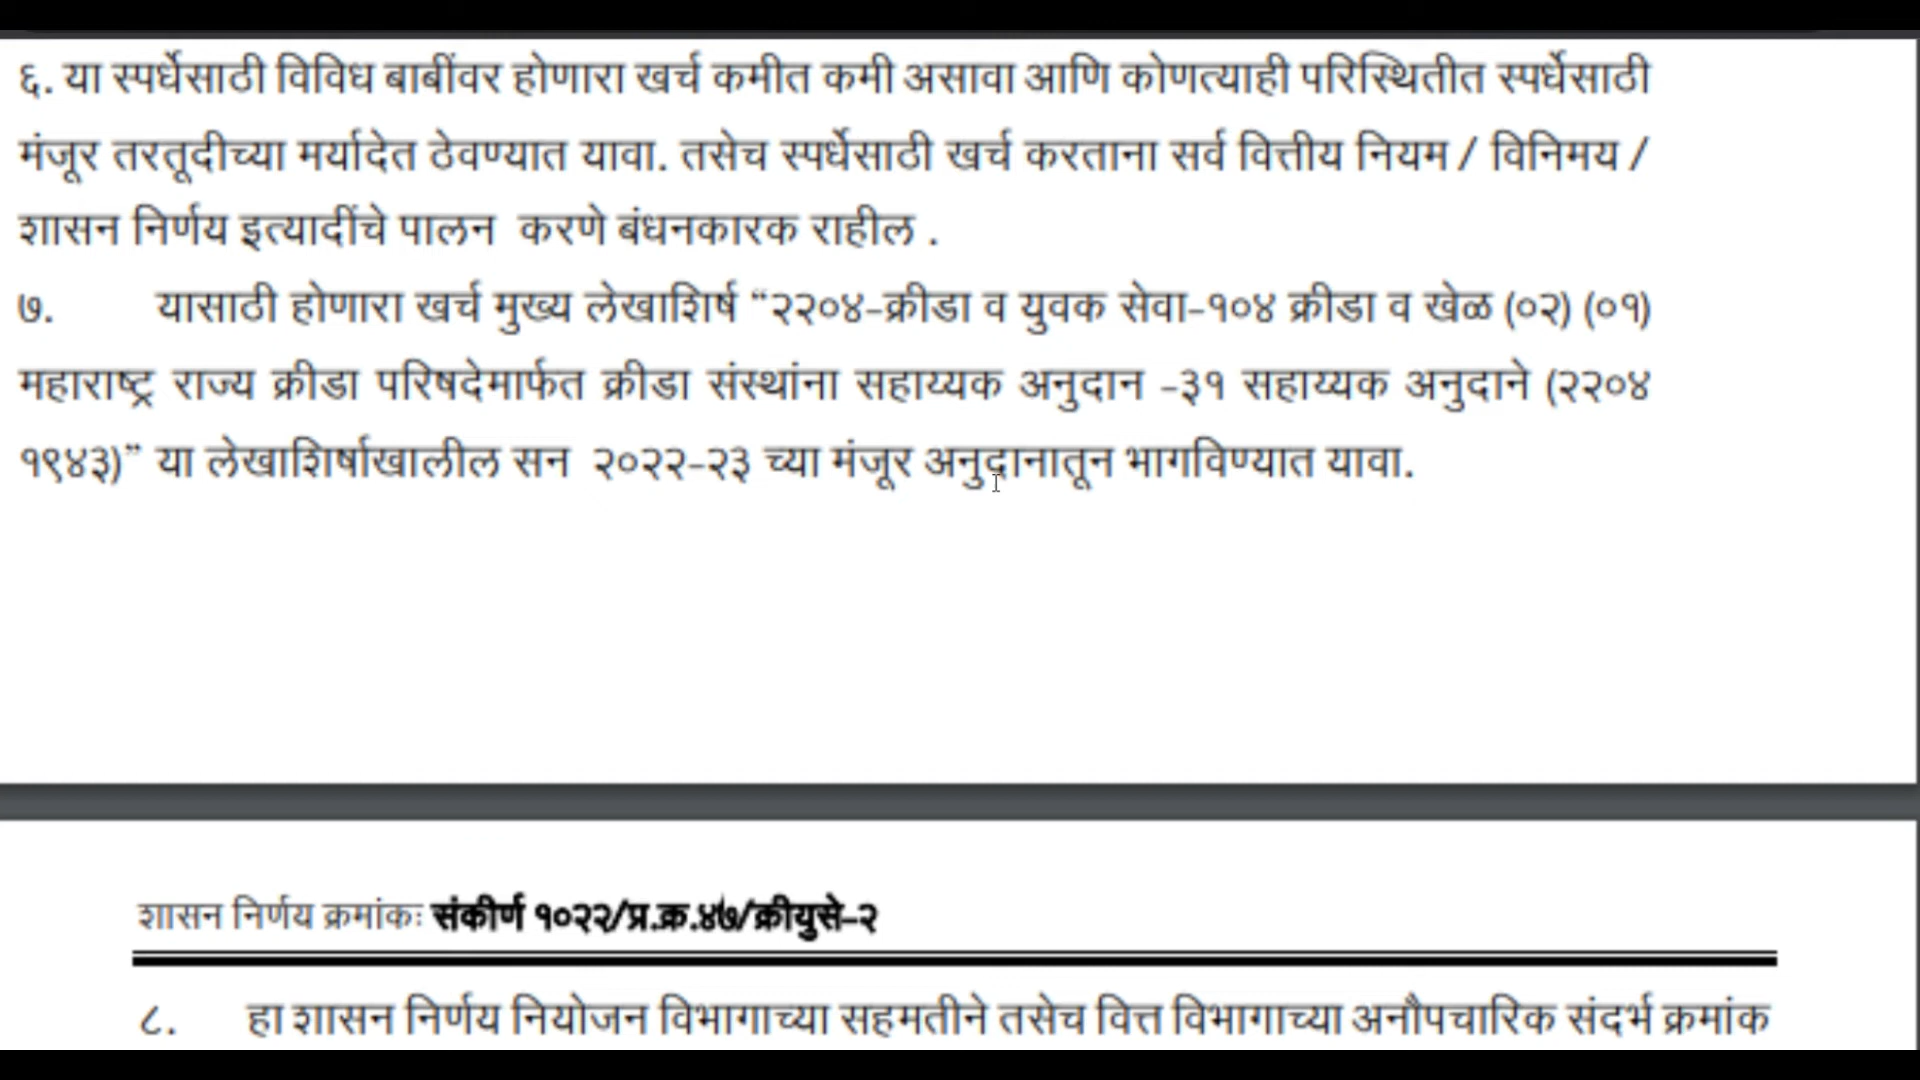 ६. या स्पर्धेसाठी विविध बाबींवर होणारा खर्च कमीत कमी असावा आणि कोणत्याही परिस्थितीत स्पर्धेसाठी
मंजूर तरतूदीच्या मर्यादेत ठेवण्यात यावा. तसेच स्पर्धेसाठी खर्च करताना सर्व वित्तीय नियम / विनिमय /
शासन निर्णय इत्यादींचे पालन करणे बंधनकारक राहील .
७. यासाठी होणारा खर्च मुख्य लेखाशिर्ष “२२०४-क्रीडा व युवक सेवा-१०४ क्रीडा व खेळ (०२) (०१)
महाराष्ट्र राज्य क्रीडा परिषदेमार्फत क्रीडा संस्थांना सहाय्यक अनुदान -३१ सहाय्यक अनुदाने (२२०४
१९४३)” या लेखाशिर्षाखालील सन २०२२-२३ च्या मंजूर अनुदानातून भागविण्यात यावा.
शासन निर्णय क्रमांकः संकीर्ण १०२२/प्र.क्र.४७/क्रीयुसे-२
८. हा शासन निर्णय नियोजन विभागाच्या सहमतीने तसेच वित्त विभागाच्या अनौपचारिक संदर्भ क्रमांक